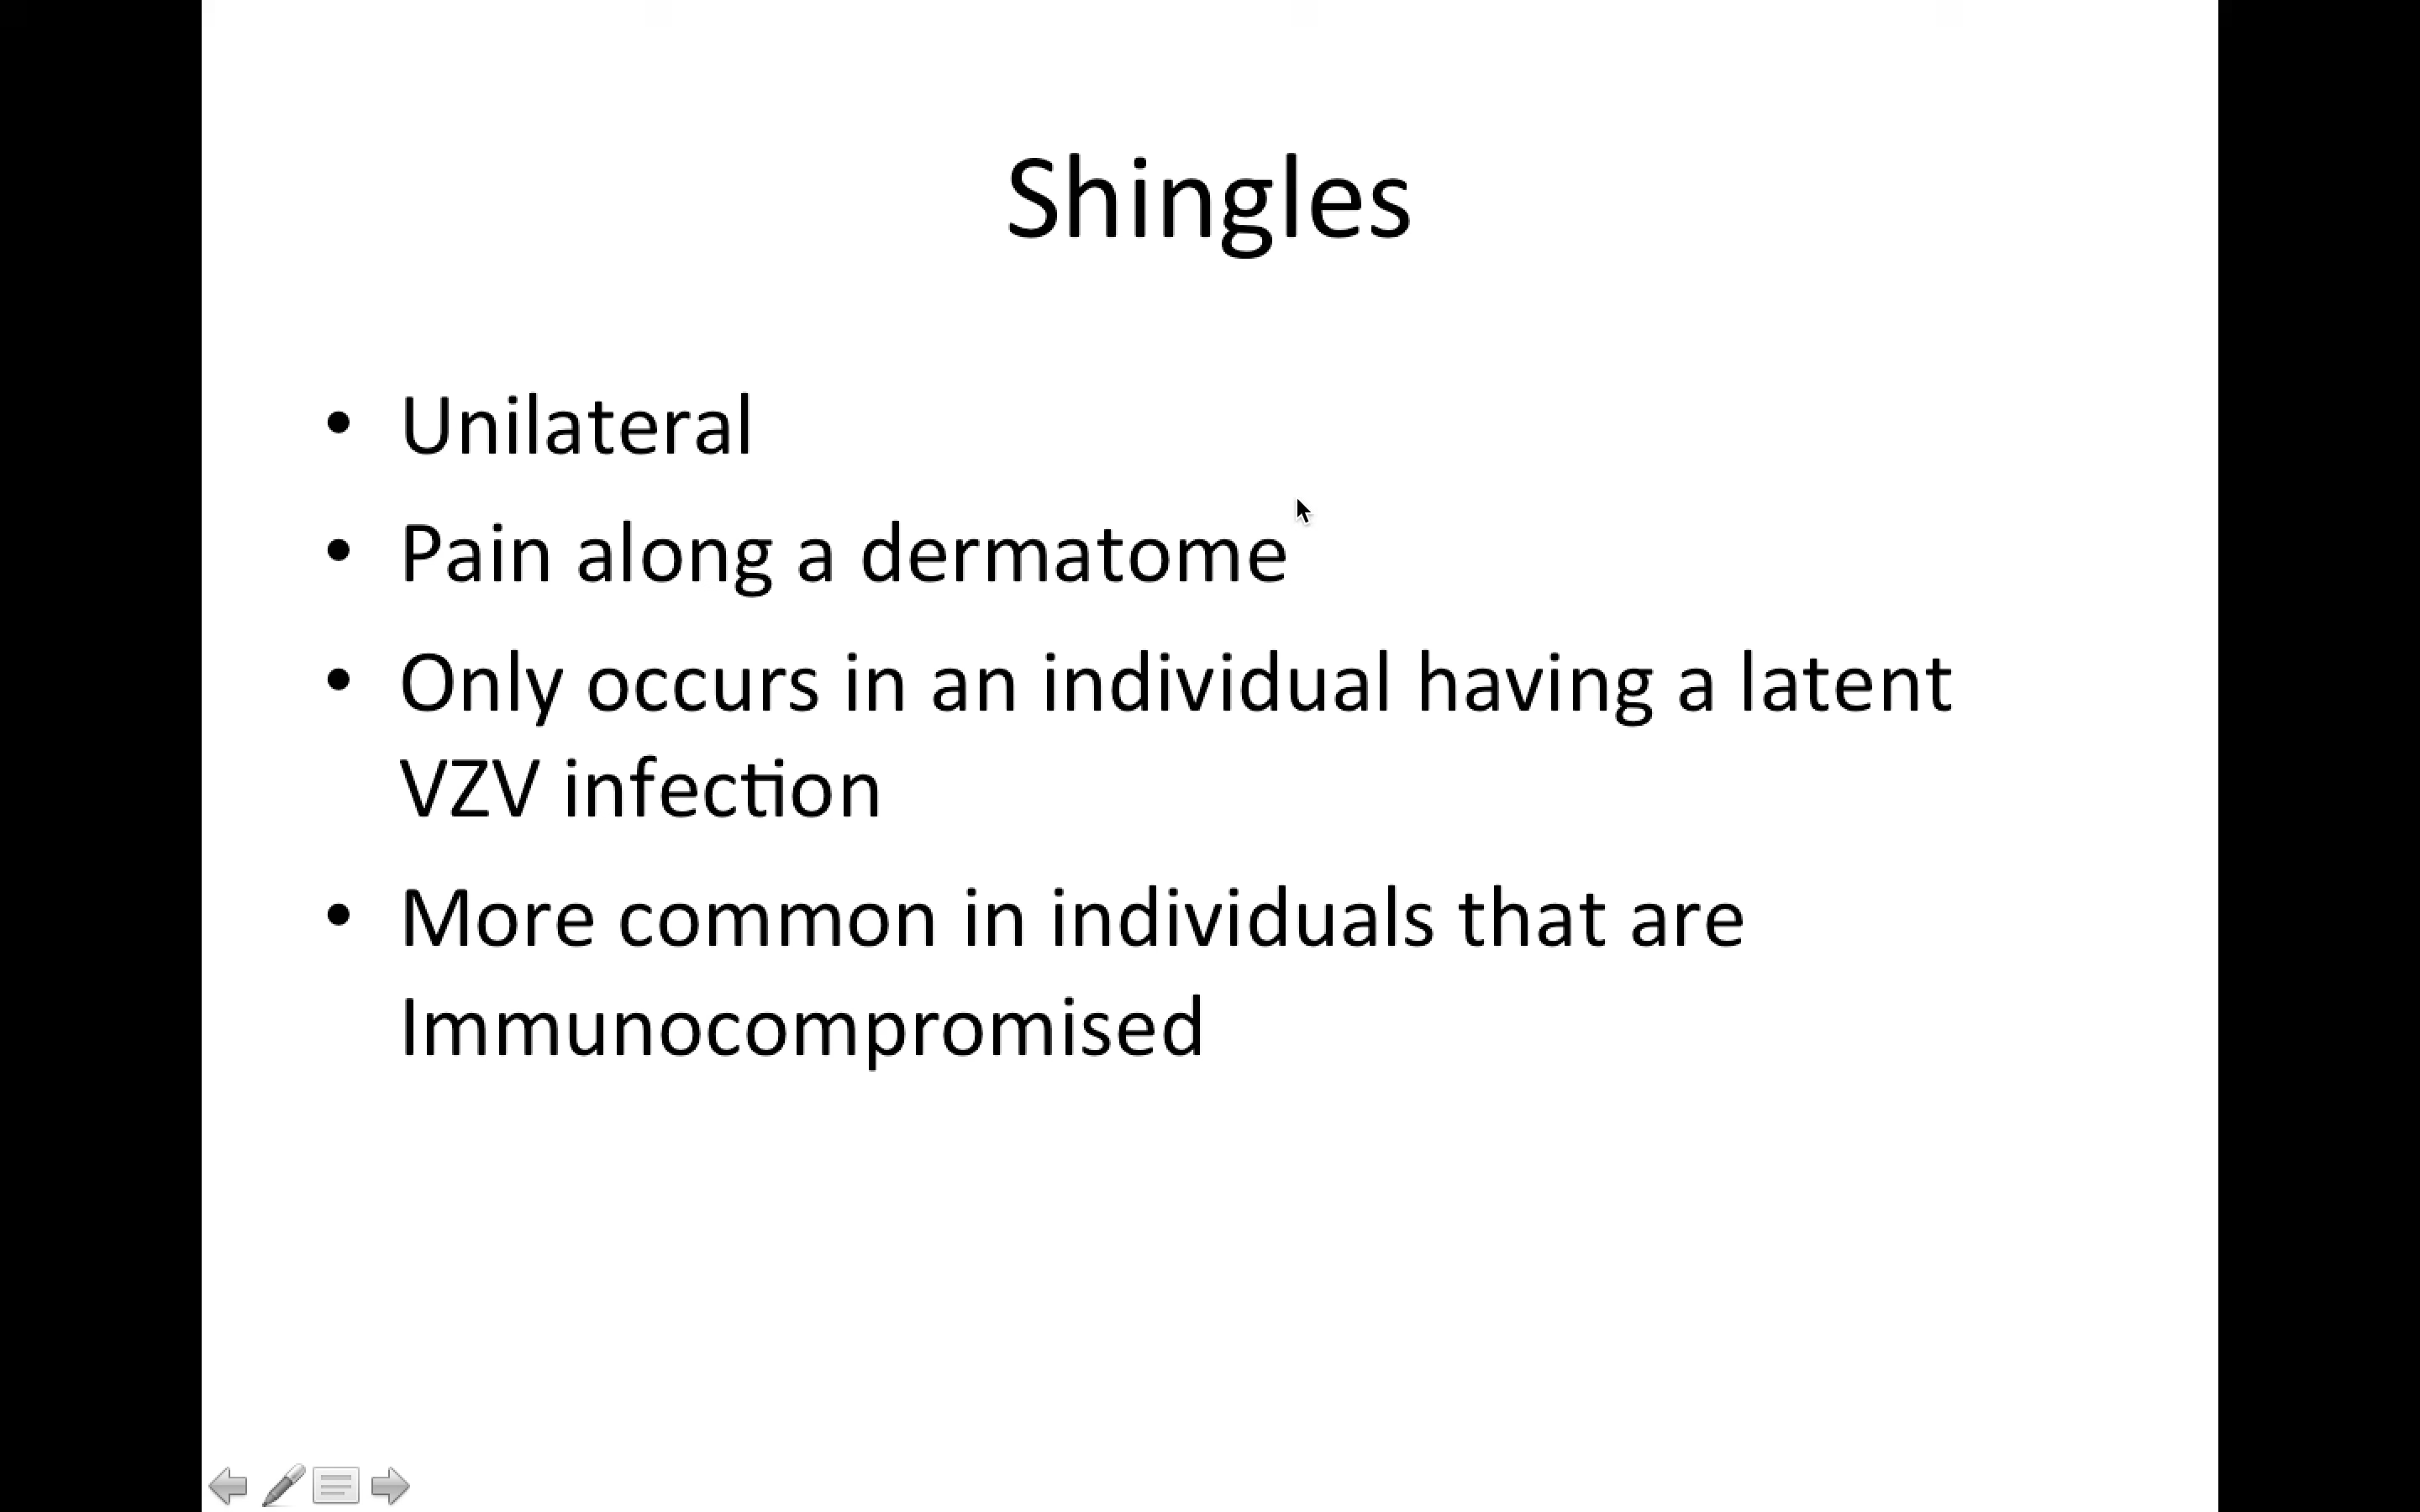 Shingles
• Unilateral
• Pain along a dermatome
• Only occurs in an individual having a latent
VZV infection
• More common in individuals that are
Immunocompromised